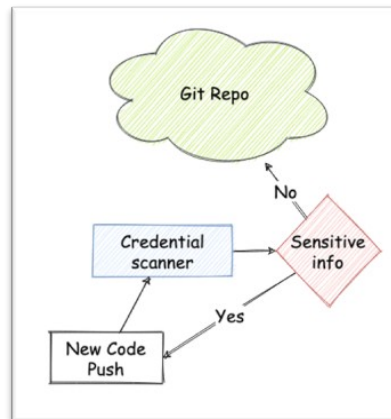 Git Repo
No
Credential
scanner
Sensitive
info
Yes
New Code
Push